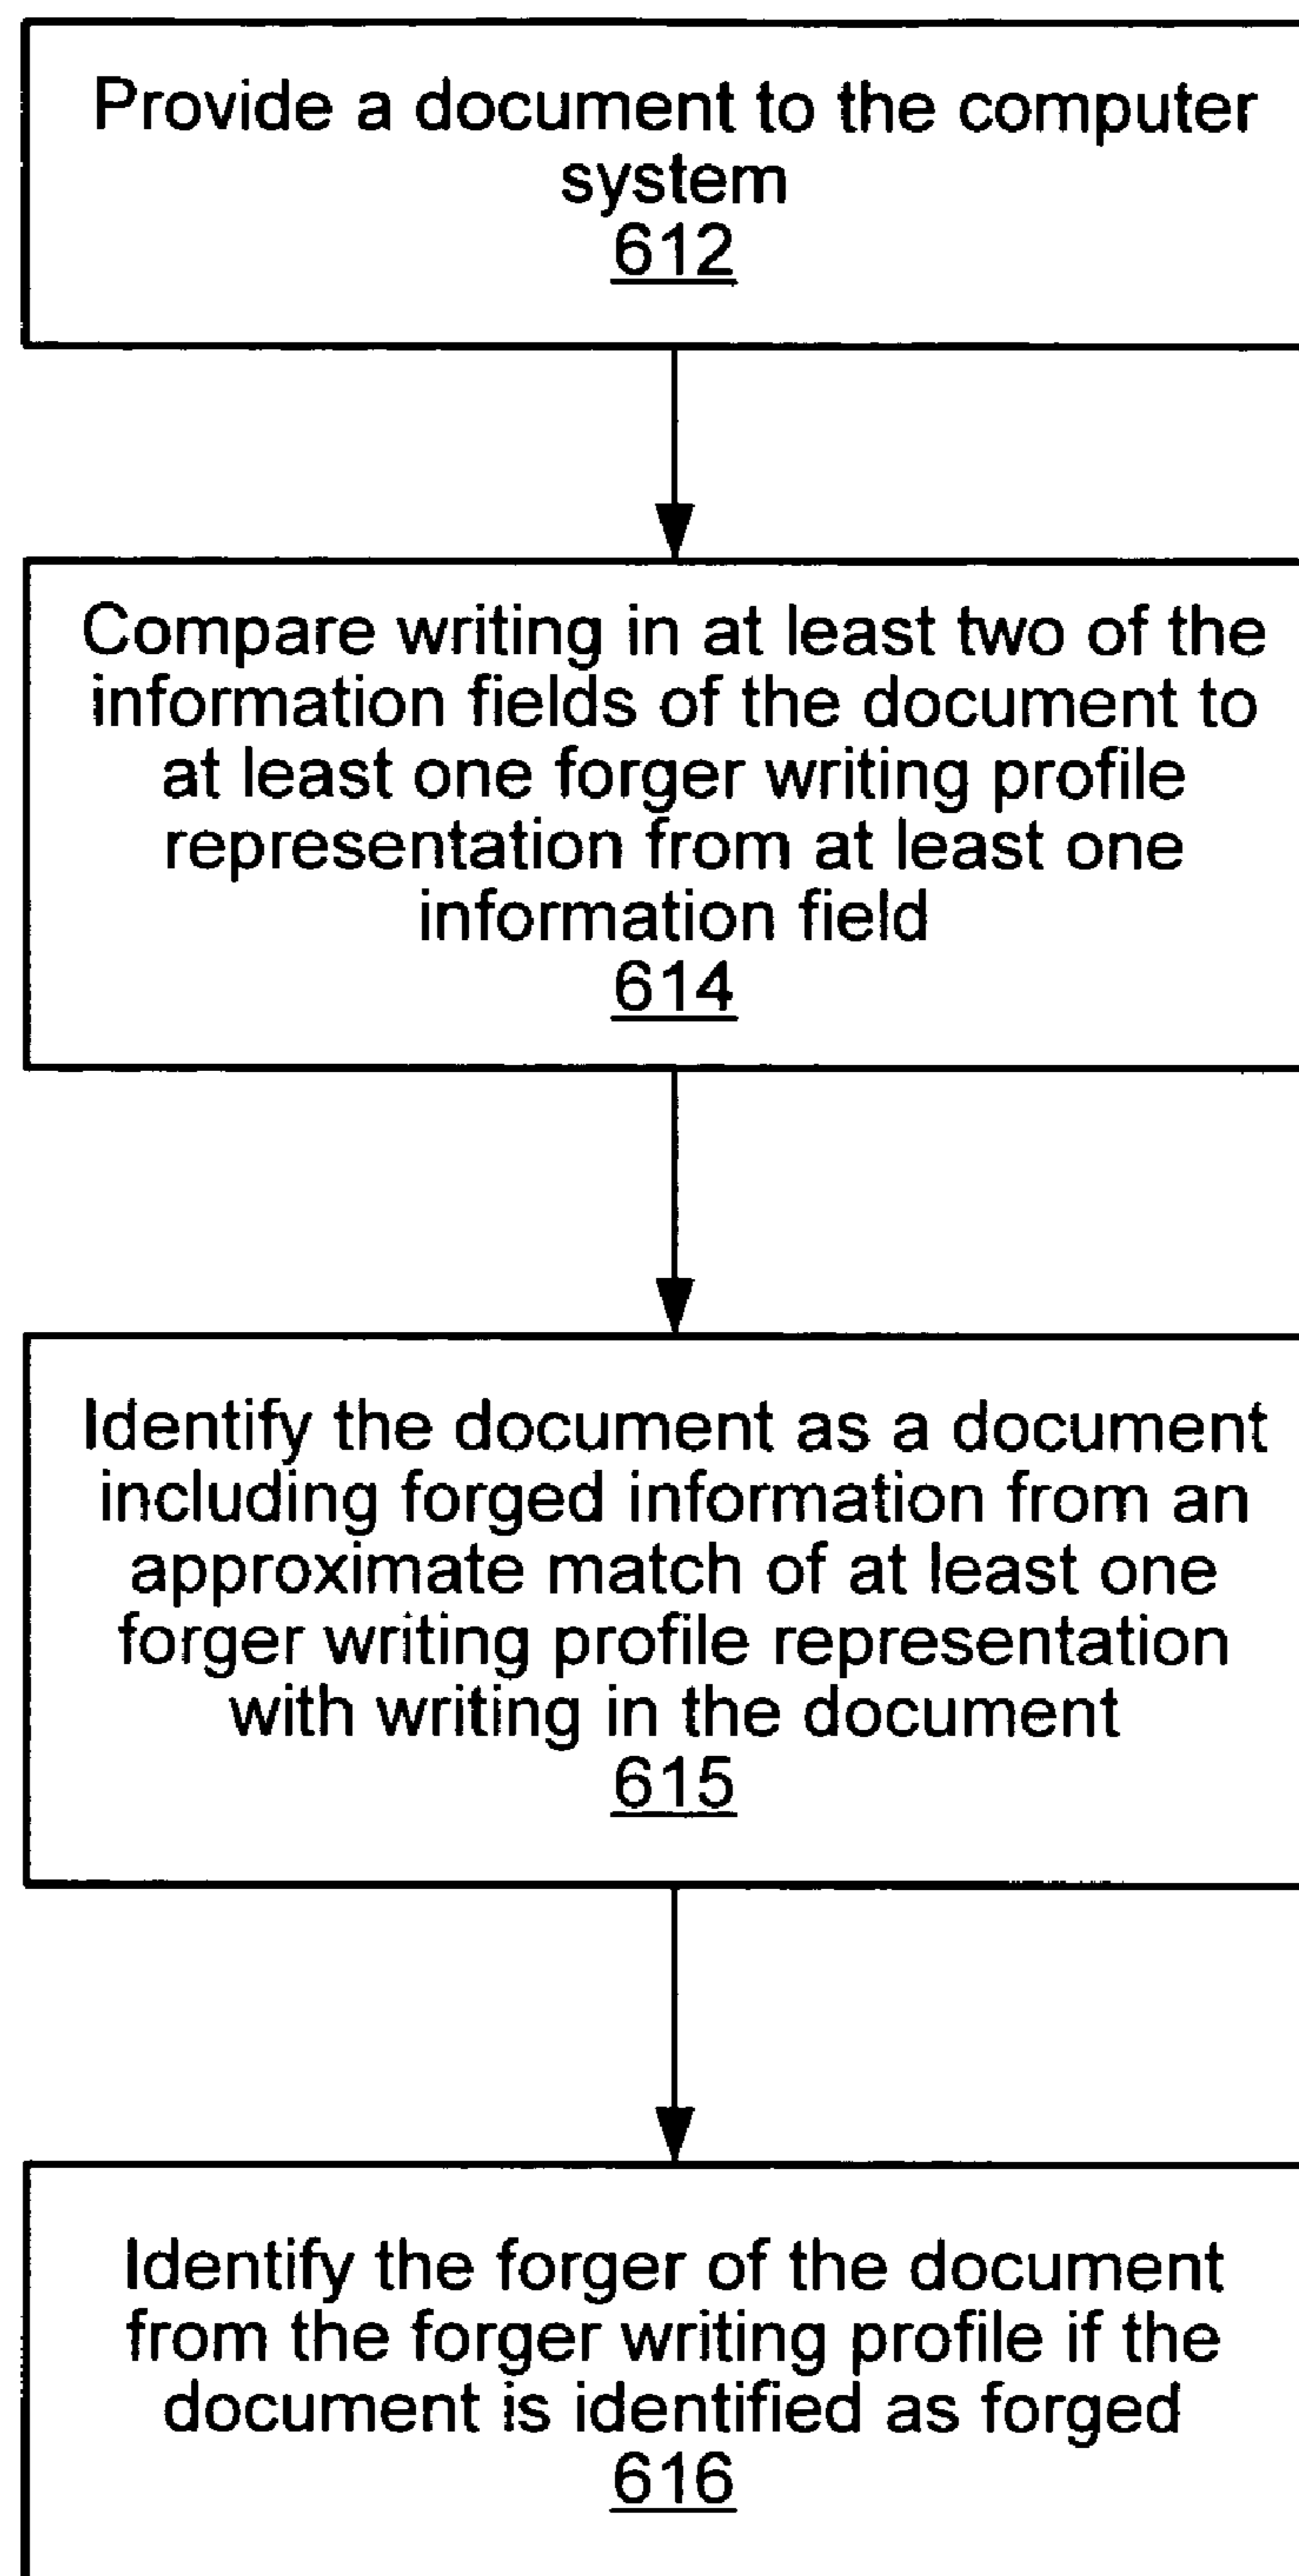 Provide a document to the computer
system
612
Compare writing in at least two of the
information fields of the document to
at least one forger writing profile
representation from at least one
information field
614
Identify the document as a document
including forged information from an
approximate match of at least one
forger writing profile representation
with writing in the document
615
Identify the forger of the document
from the forger writing profile if the
document is identified as forged
616